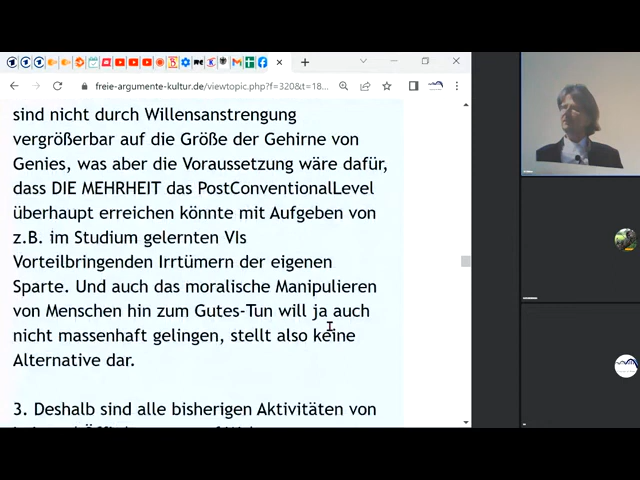 freie-argumente-kultur.de/viewtopic.php?f=320&t=18...
sind nicht durch Willensanstrengung
vergrößerbar auf die Größe der Gehirne von
Genies, was aber die Voraussetzung wäre dafür,
dass DIE MEHRHEIT das PostConventionalLevel
überhaupt erreichen könnte mit Aufgeben von
z.B. im Studium gelernten VIs
Vorteilbringenden Irrtümern der eigenen
Sparte. Und auch das moralische Manipulieren
von Menschen hin zum Gutes-Tun will ja auch
nicht massenhaft gelingen, stellt also keine
Alternative dar.
3. Deshalb sind alle bisherigen Aktivitäten von